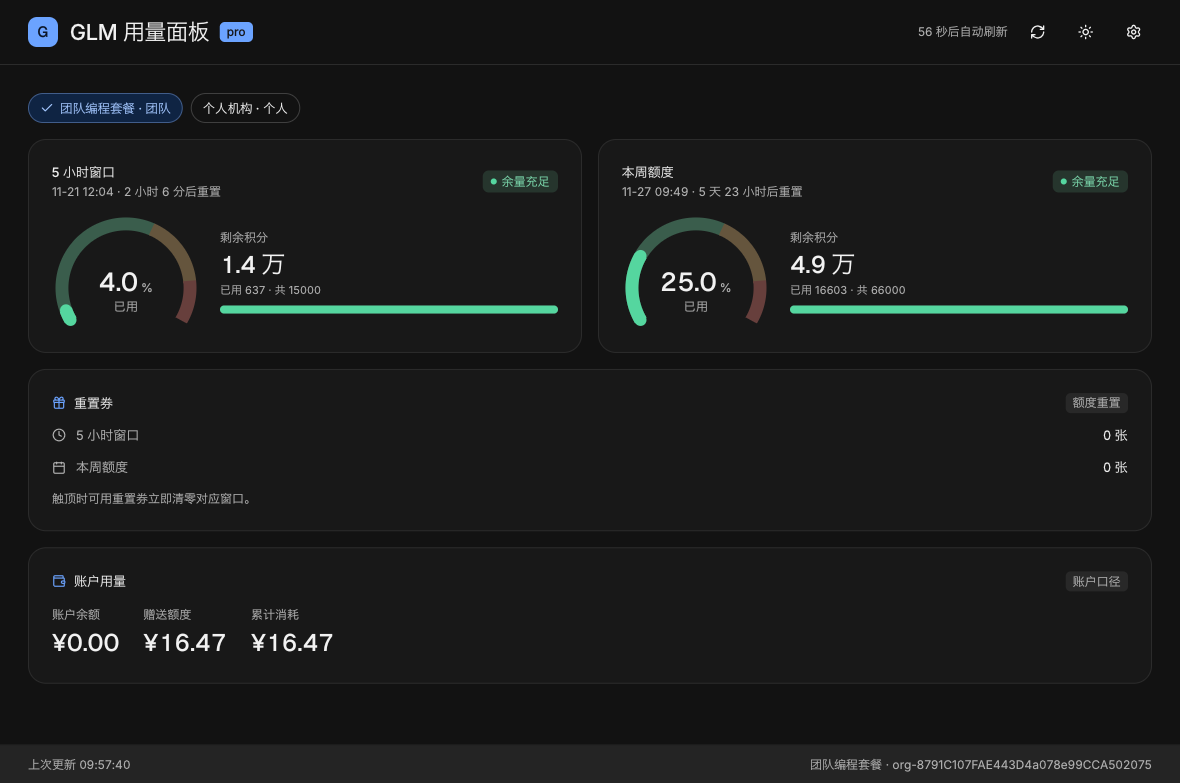 G GLM 用量面板 pro
56 秒后自动刷新
团队编程套餐 · 团队
个人机构 · 个人
5 小时窗口
11-21 12:04 · 2 小时 6 分后重置
余量充足
4.0 %
已用
剩余积分
1.4 万
已用 637 · 共 15000
本周额度
11-27 09:49 · 5 天 23 小时后重置
余量充足
25.0 %
已用
剩余积分
4.9 万
已用 16603 · 共 66000
重置券
额度重置
5 小时窗口
0 张
本周额度
0 张
触顶时可用重置券立即清零对应窗口。
账户用量
账户口径
账户余额
¥0.00
赠送额度
¥16.47
累计消耗
¥16.47
上次更新 09:57:40
团队编程套餐 · org-8791C107FAE443D4a078e99CCA502075